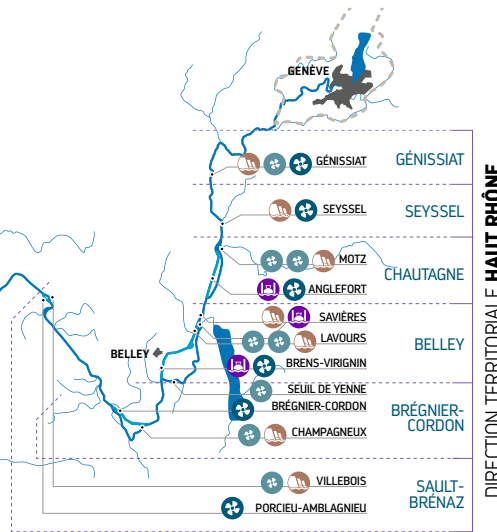 GENÈVE
GÉNISSIAT
GÉNISSIAT
SEYSSEL
SEYSSEL
MOTZ
CHAUTAGNE
ANGLEFORT
SAVIÈRES
LAVOURS
BELLEY
BELLEY
BRENS-VIRIGNIN
SEUIL DE YENNE
BRÉGNIER-CORDON
BRÉGNIER-
CORDON
CHAMPAGNEUX
VILLEBOIS
SAULT-
BRÉNAZ
PORCIEU-AMBLAGNIEU
DIRECTION TERRITORIALE HAUT RHÔNE